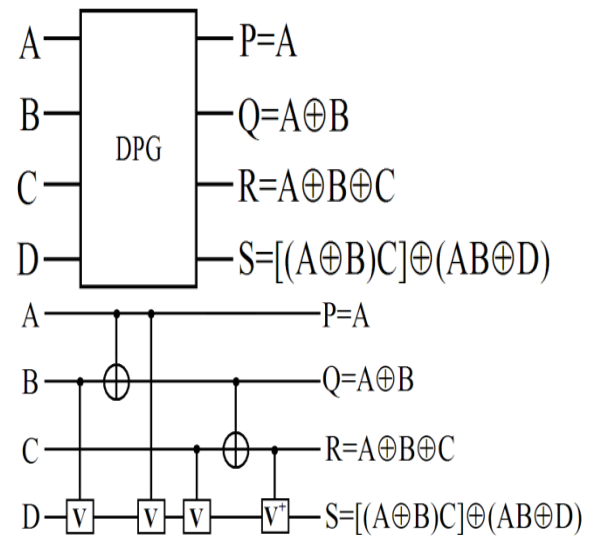 A P=A
B Q=A⊕B
DPG
C R=A⊕B⊕C
D S=[(A⊕B)C]⊕(AB⊕D)
A P=A
B Q=A⊕B
C R=A⊕B⊕C
D V V V V⁺ S=[(A⊕B)C]⊕(AB⊕D)